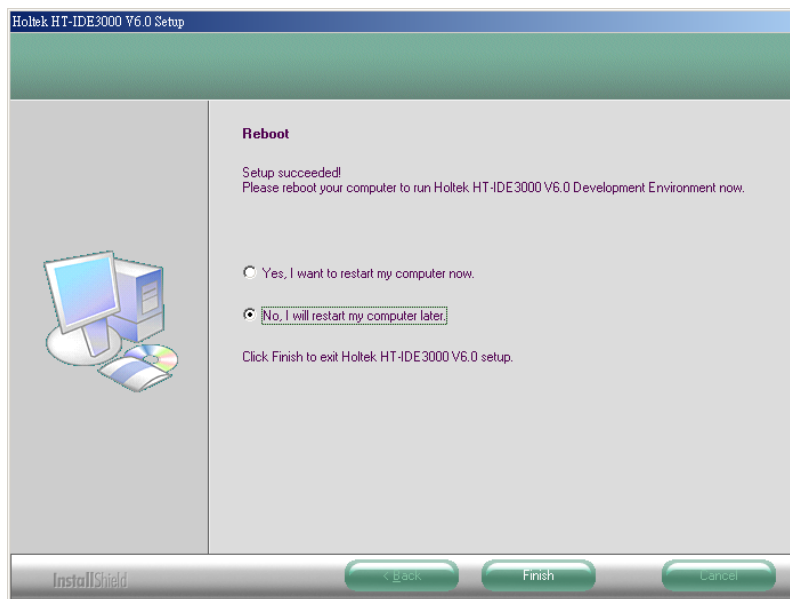 Holtek HT-IDE3000 V6.0 Setup
Reboot
Setup succeeded!
Please reboot your computer to run Holtek HT-IDE3000 V6.0 Development Environment now.
Yes, I want to restart my computer now.
No, I will restart my computer later.
Click Finish to exit Holtek HT-IDE3000 V6.0 setup.
InstallShield
< Back
Finish
Cancel